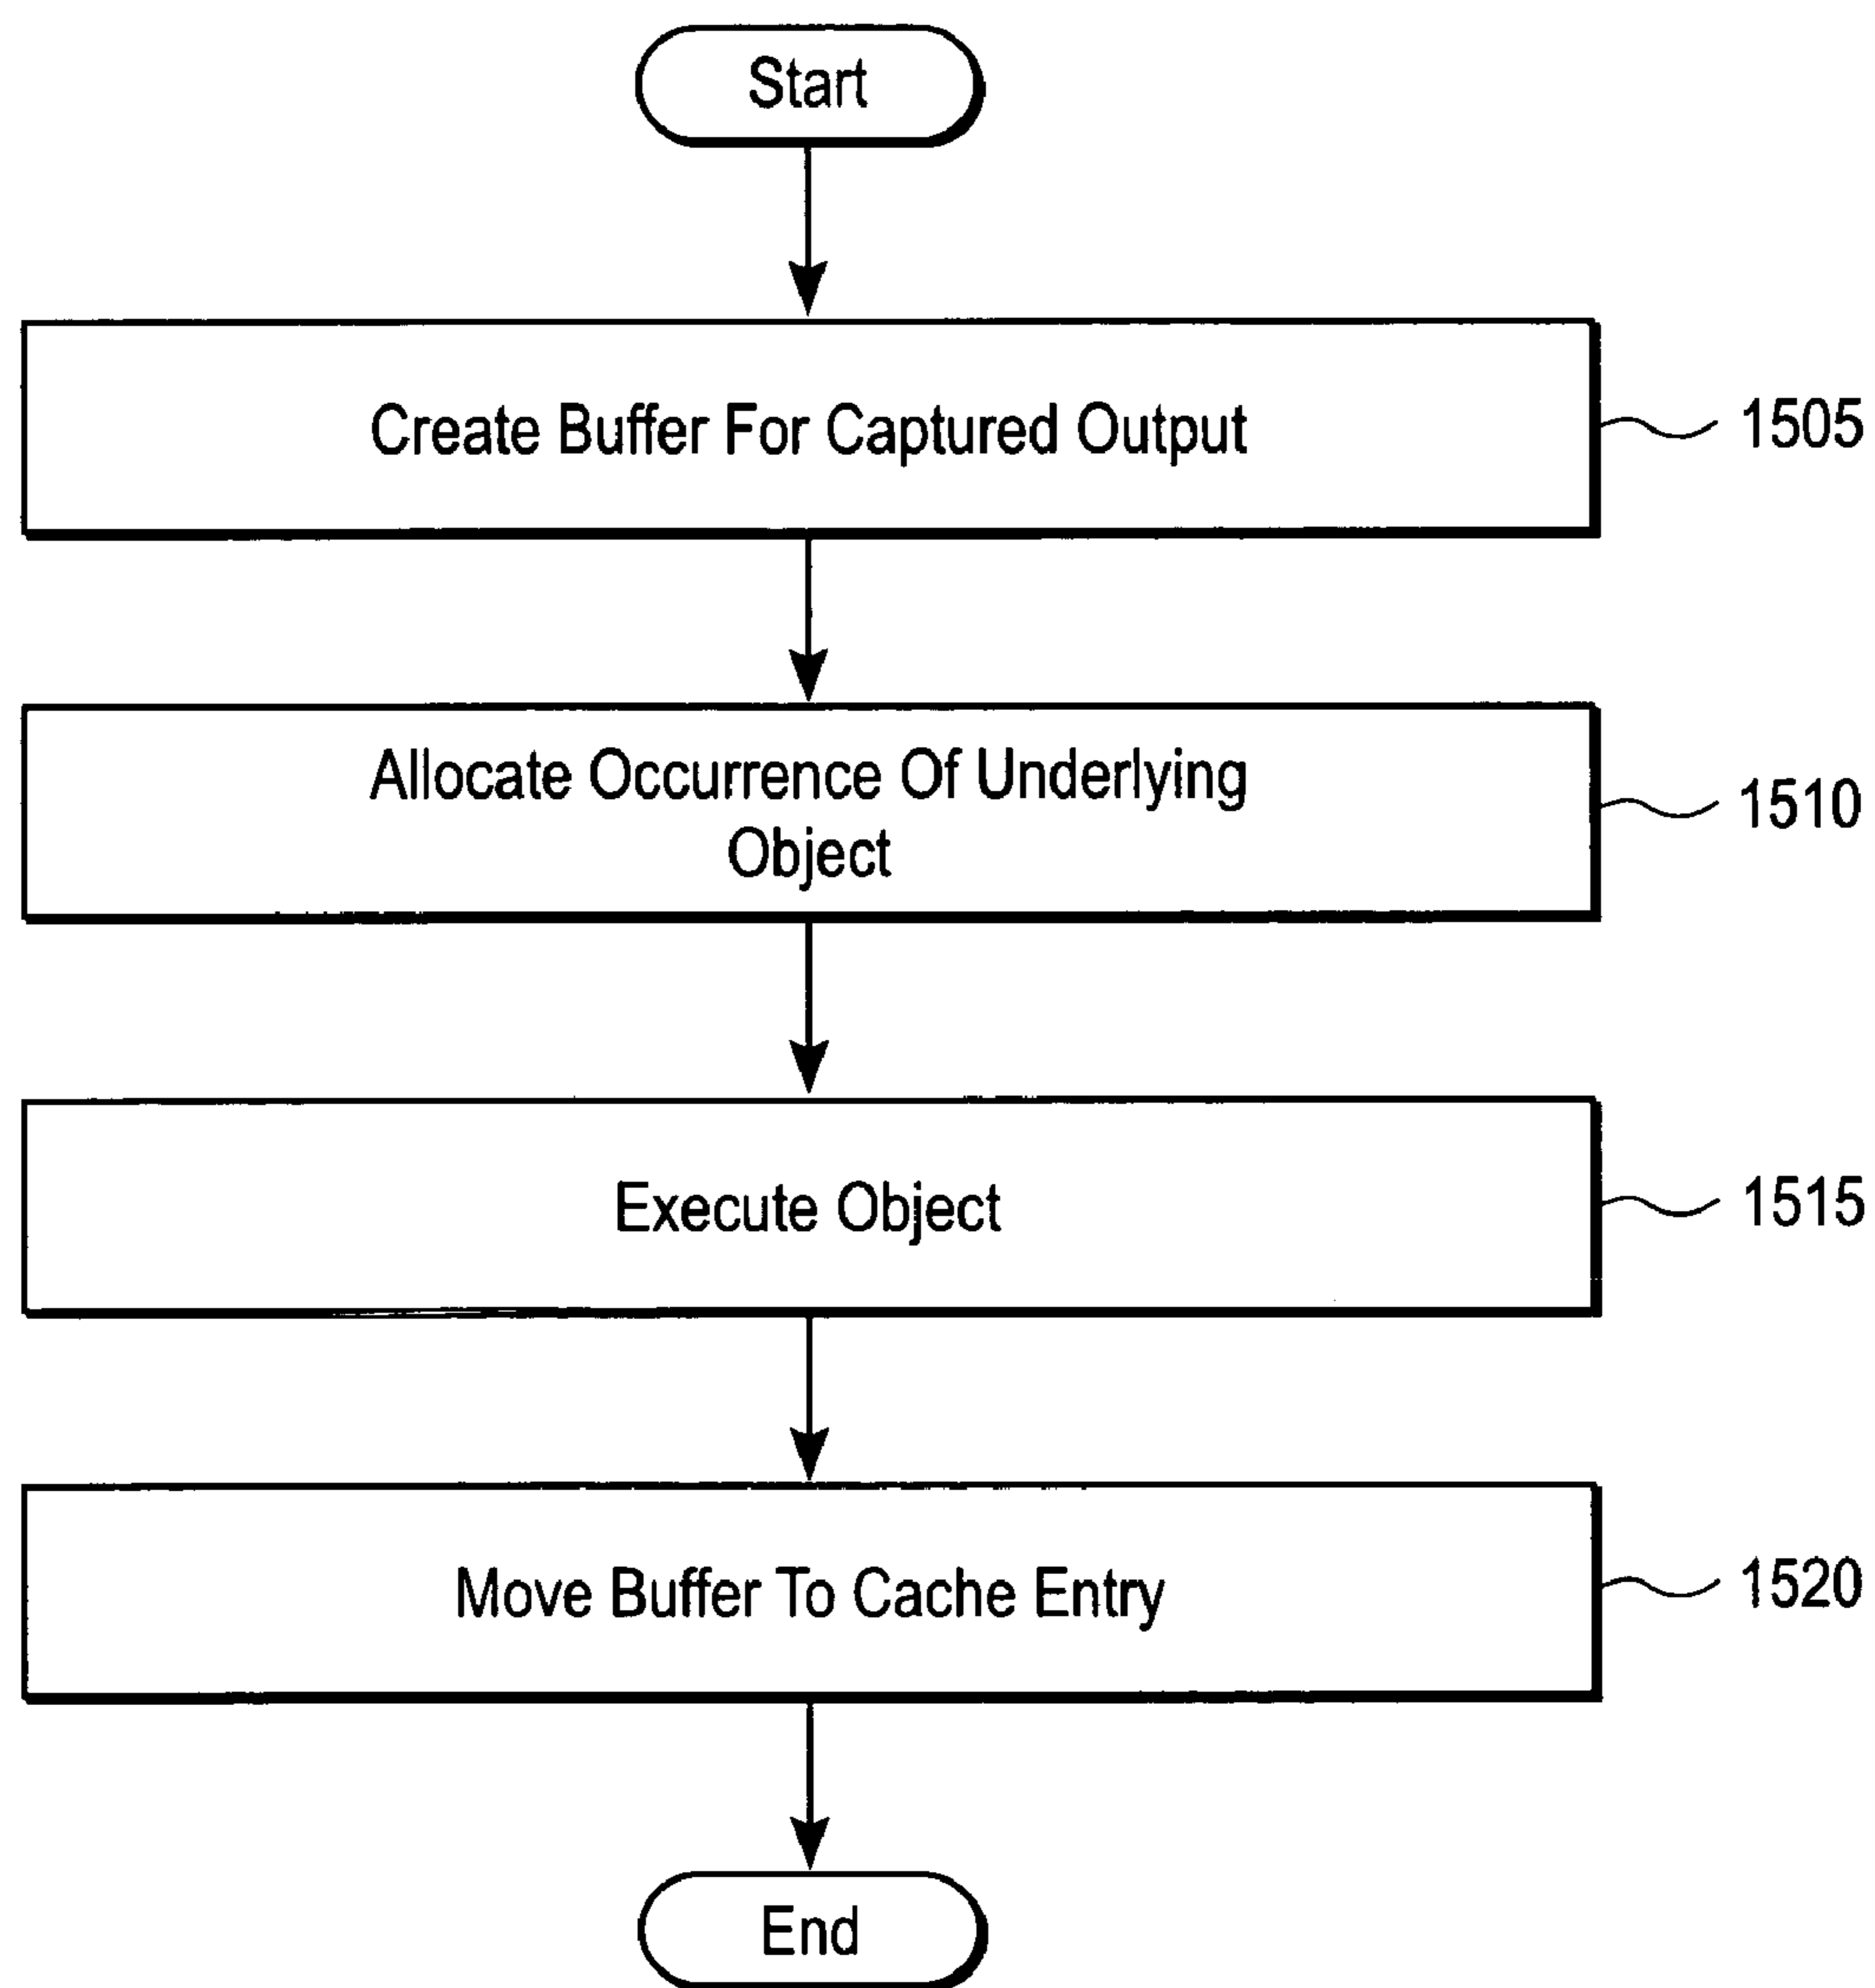 Start
Create Buffer For Captured Output
1505
Allocate Occurrence Of Underlying
Object
1510
Execute Object
1515
Move Buffer To Cache Entry
1520
End